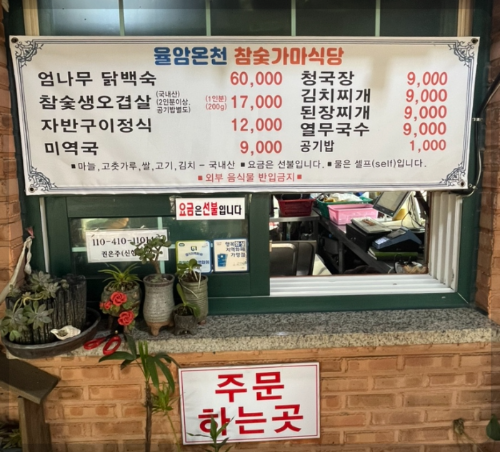 율암온천 참숯가마식당
엄나무 닭백숙 60,000
참숯생오겹살 (국내산) (2인분이상, 공기밥별도) (1인분) (200g) 17,000
자반구이정식 12,000
미역국 9,000
청국장 9,000
김치찌개 9,000
된장찌개 9,000
열무국수 9,000
공기밥 1,000
▪마늘,고춧가루,쌀,고기,김치 - 국내산 ▪요금은 선불입니다. ▪물은 셀프(self)입니다.
▪외부 음식물 반입금지▪
요금은선불입니다
주문
하는곳